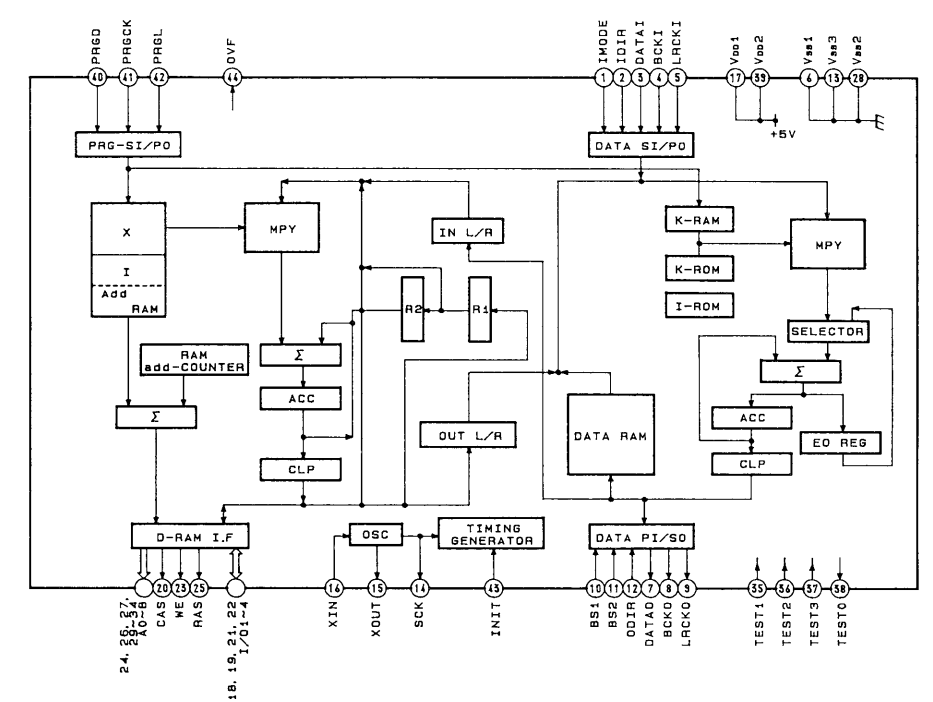 PRGD
PRGCK
PRGL
OVF
IMODE
IDIR
DATAI
BCKI
LRCKI
VDD1
VDD2
VSS1
VSS3
VSS2
40
41
42
44
1
2
3
4
5
17
39
6
13
28
+5V
PRG-SI/PO
DATA SI/PO
X
I
Add
RAM
MPY
IN L/R
K-RAM
K-ROM
I-ROM
MPY
R2
R1
SELECTOR
RAM
add-COUNTER
Σ
Σ
Σ
ACC
OUT L/R
DATA RAM
ACC
EO REG
CLP
CLP
D-RAM I.F
OSC
TIMING
GENERATOR
DATA PI/SO
20
23
25
16
15
14
43
10
11
12
7
8
9
35
36
37
38
24, 26, 27,
29~34
A0~8
CAS
WE
RAS
18, 19, 21, 22
I/O1~4
XIN
XOUT
SCK
INIT
BS1
BS2
ODIR
DATAO
BCKO
LRCKO
TEST1
TEST2
TEST3
TEST0